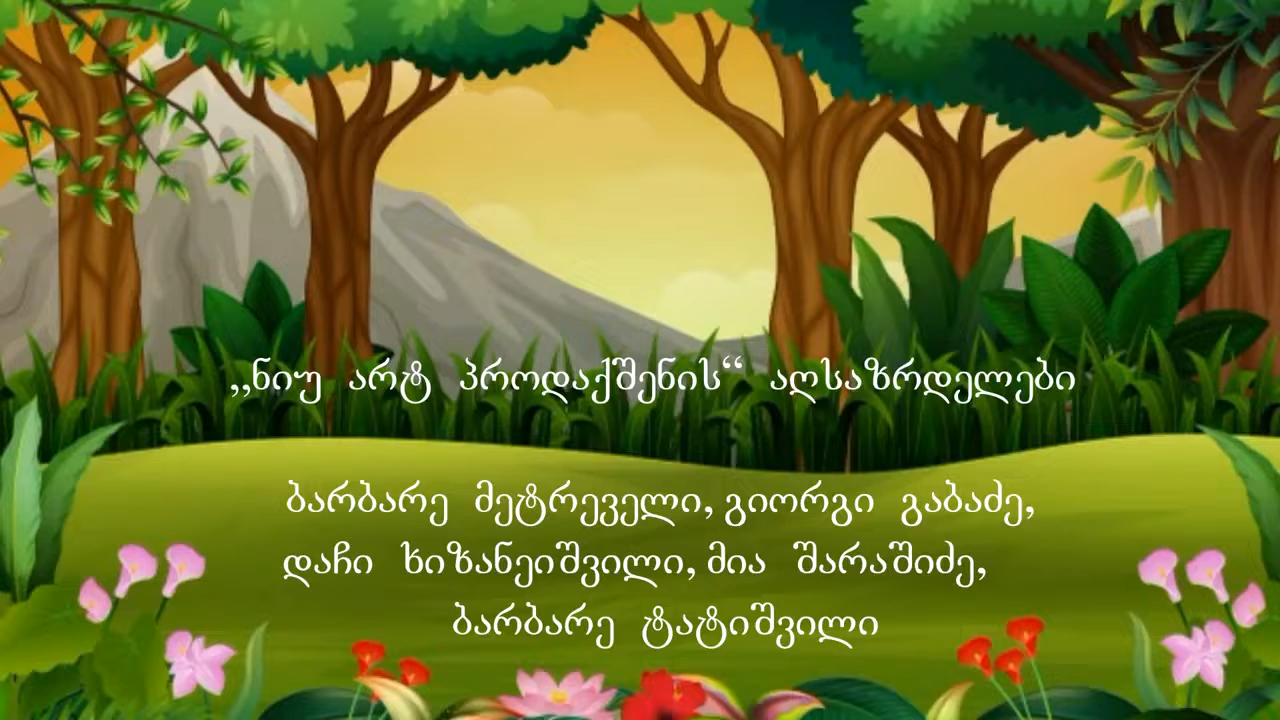 ,,ნიუ არტ პროდაქშენის“ აღსაზრდელები
ბარბარე მეტრეველი, გიორგი გაბაძე,
დაჩი ხიზანეიშვილი, მია შარაშიძე,
ბარბარე ტატიშვილი